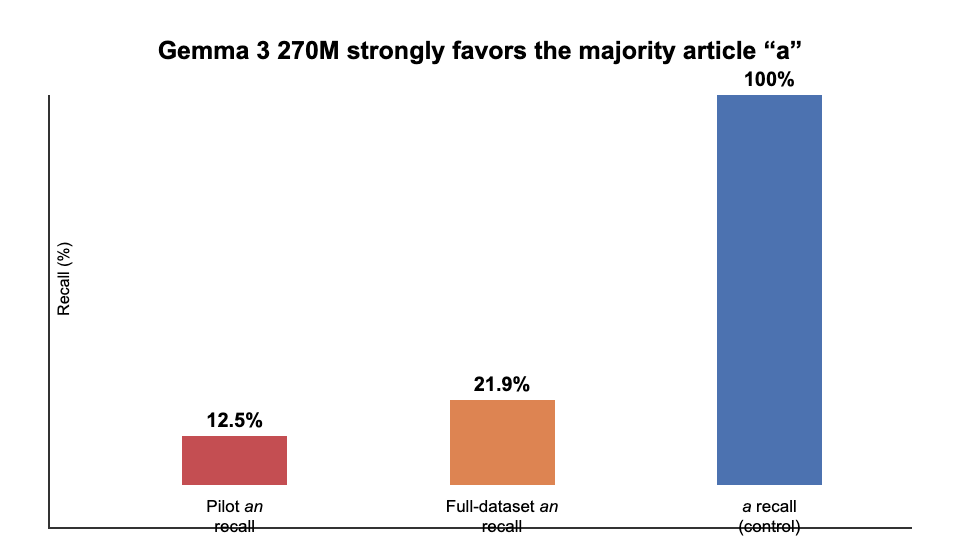 Gemma 3 270M strongly favors the majority article “a”
100%
Recall (%)
21.9%
12.5%
Pilot an
recall
Full-dataset an
recall
a recall
(control)